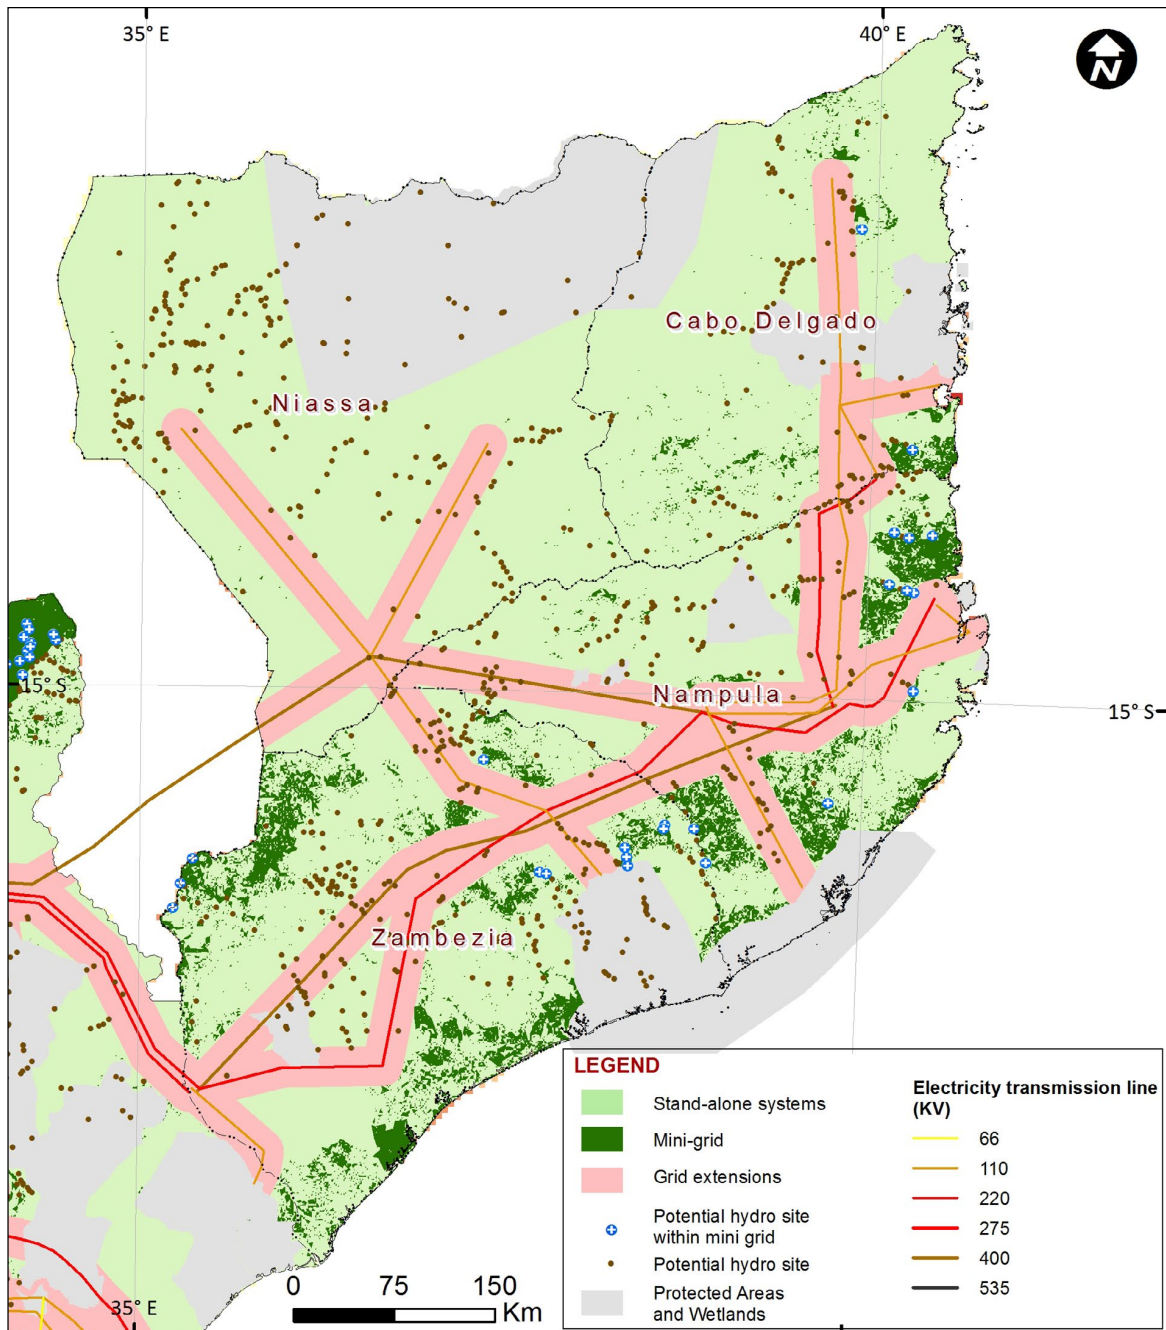 35° E
40° E
N
Cabo Delgado
Niassa
15° S
Nampula
15° S
Zambezia
35° E
0 75 150
Km
LEGEND
Stand-alone systems
Mini-grid
Grid extensions
Potential hydro site
within mini grid
Potential hydro site
Protected Areas
and Wetlands
Electricity transmission line
(KV)
66
110
220
275
400
535